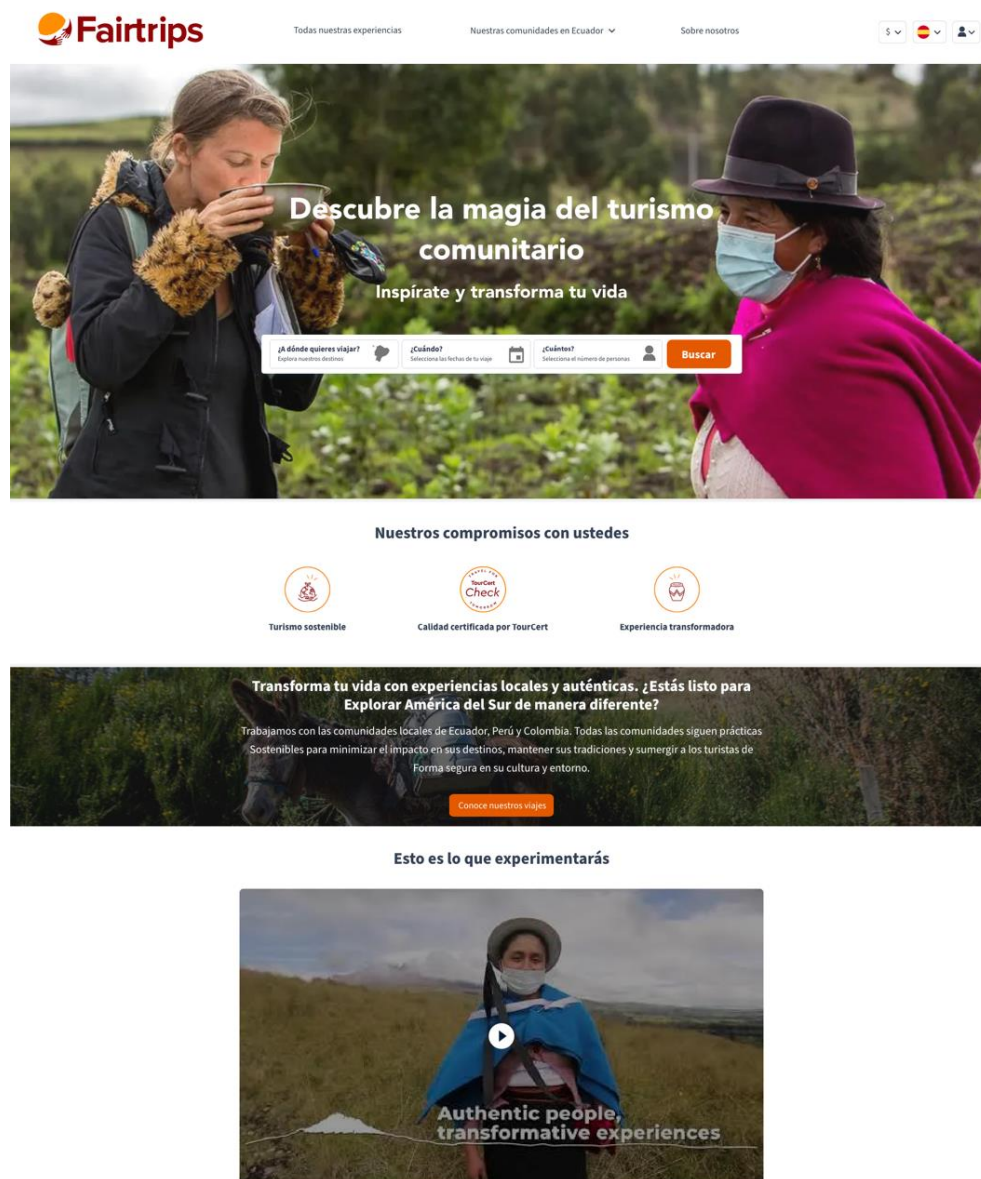 Fairtrips
Todas nuestras experiencias
Nuestras comunidades en Ecuador
Sobre nosotros
$
Descubre la magia del turismo
comunitario
Inspírate y transforma tu vida
¿A dónde quieres viajar?
Explora nuestros destinos
¿Cuándo?
Selecciona las fechas de tu viaje
¿Cuántos?
Selecciona el número de personas
Buscar
Nuestros compromisos con ustedes
TRAVEL FOR
TourCert
Check
TOMORROW
Turismo sostenible
Calidad certificada por TourCert
Experiencia transformadora
Transforma tu vida con experiencias locales y auténticas. ¿Estás listo para
Explorar América del Sur de manera diferente?
Trabajamos con las comunidades locales de Ecuador, Perú y Colombia. Todas las comunidades siguen prácticas
Sostenibles para minimizar el impacto en sus destinos, mantener sus tradiciones y sumergir a los turistas de
Forma segura en su cultura y entorno.
Conoce nuestros viajes
Esto es lo que experimentarás
Authentic people,
transformative experiences